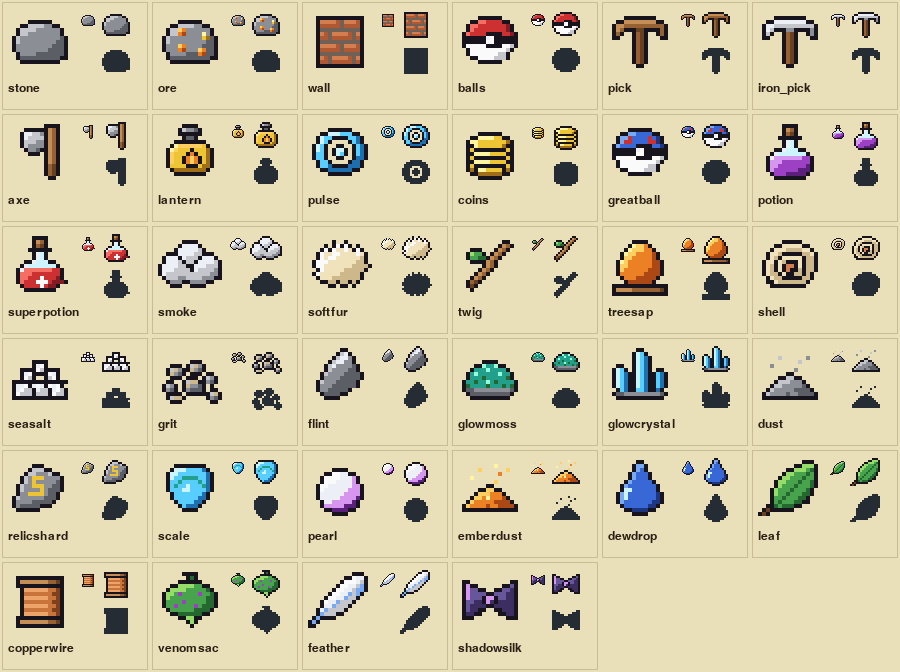 stone ore wall balls pick iron_pick
axe lantern pulse coins greatball potion
superpotion smoke softfur twig treesap shell
seasalt grit flint glowmoss glowcrystal dust
S S S
relicshard scale pearl emberdust dewdrop leaf
copperwire venomsac feather shadowsilk